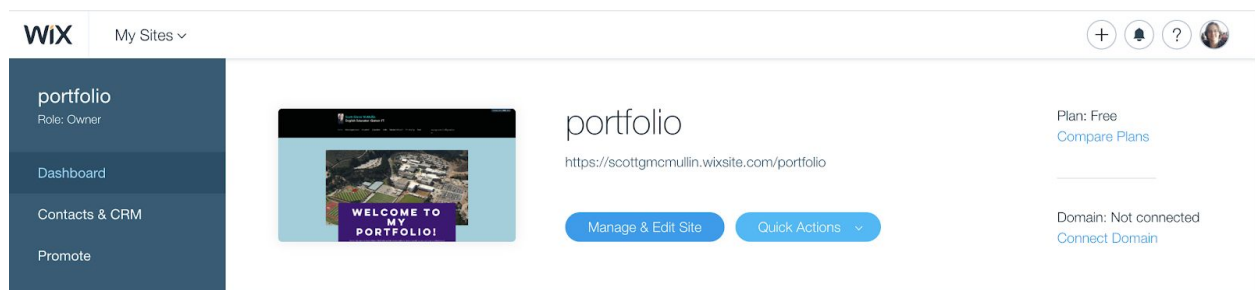 WiX
My Sites
portfolio
Role: Owner
Dashboard
Contacts & CRM
Promote
WELCOME TO
MY
PORTFOLIO!
portfolio
https://scottgmcmullin.wixsite.com/portfolio
Manage & Edit Site
Quick Actions
Plan: Free
Compare Plans
Domain: Not connected
Connect Domain
?